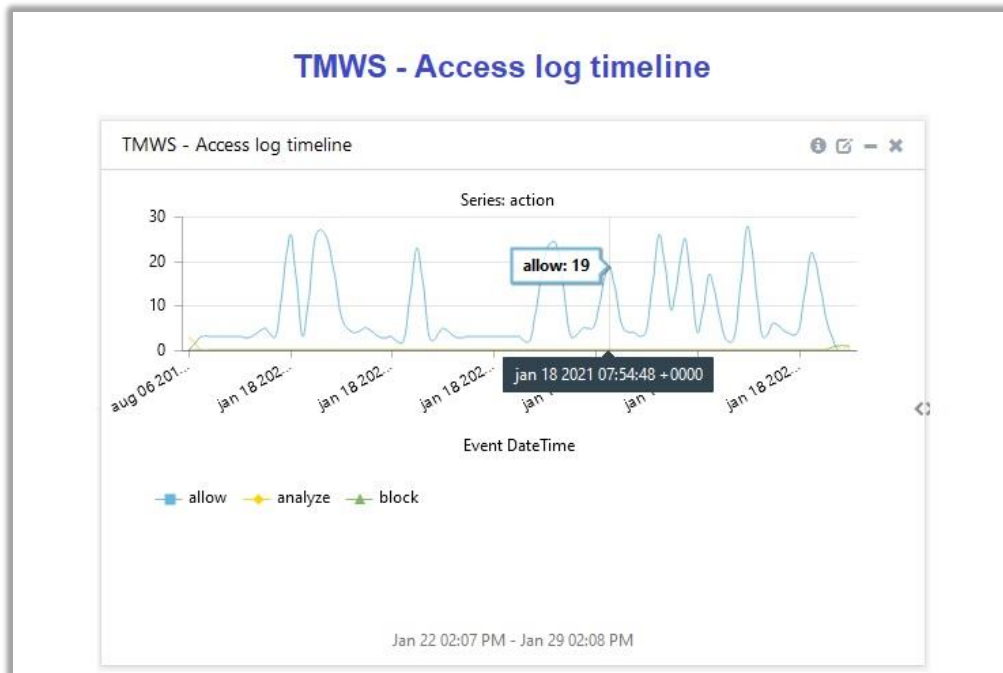 TMWS - Access log timeline
TMWS - Access log timeline
Series: action
30
20
10
0
allow: 19
jan 18 2021 07:54:48 +0000
aug 06 201...
jan 18 202...
jan 18 202...
jan 18 202...
jan 18 202...
Event DateTime
allow
analyze
block
Jan 22 02:07 PM - Jan 29 02:08 PM